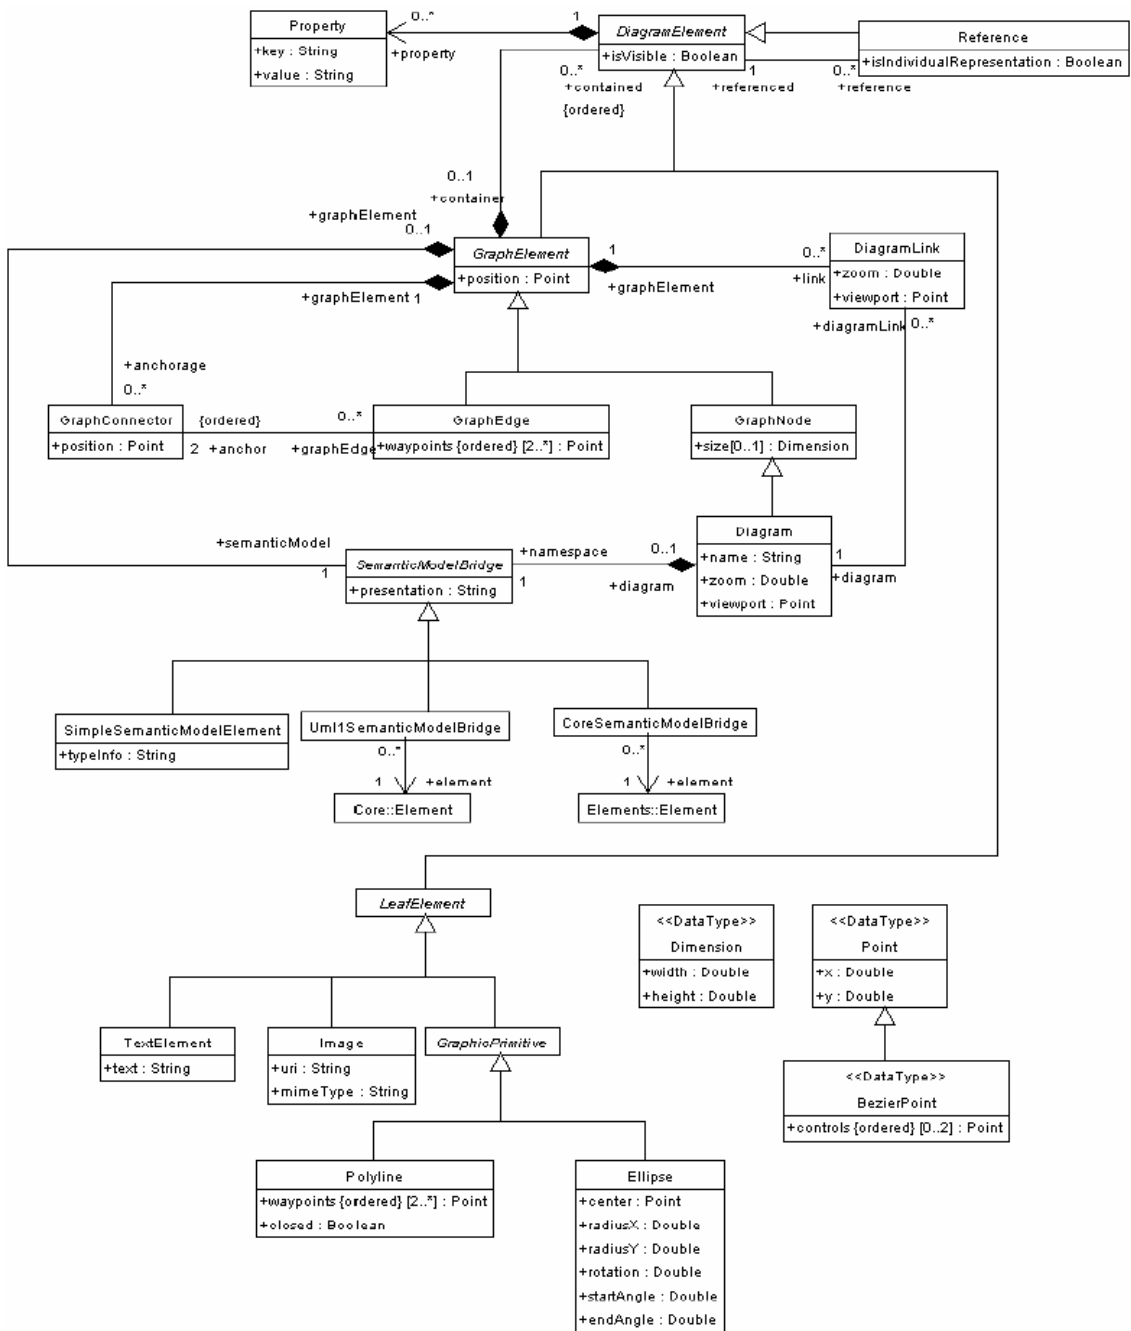 Property
+key : String
+value : String
0..*
+property
1
DiagramElement
+isVisible : Boolean
0..*
+contained
{ordered}
1
+referenced
0..*
+reference
Reference
+isIndividualRepresentation : Boolean
0..1
+container
+graphElement
0..1
GraphElement
+position : Point
1
+graphElement
0..*
+link
DiagramLink
+zoom : Double
+viewport : Point
+graphElement 1
+diagramLink
0..*
+anchorage
0..*
GraphConnector
+position : Point
{ordered}
2 +anchor
0..*
+graphEdge
GraphEdge
+waypoints {ordered} [2..*] : Point
GraphNode
+size[0..1] : Dimension
+semanticModel
1
SemanticModelBridge
+presentation : String
+namespace
1
0..1
+diagram
Diagram
+name : String
+zoom : Double
+viewport : Point
1
+diagram
SimpleSemanticModelElement
+typeInfo : String
Uml1SemanticModelBridge
0..*
1 +element
Core::Element
CoreSemanticModelBridge
0..*
1 +element
Elements::Element
LeafElement
<<DataType>>
Dimension
+width : Double
+height : Double
<<DataType>>
Point
+x : Double
+y : Double
TextElement
+text : String
Image
+uri : String
+mimeType : String
GraphicPrimitive
<<DataType>>
BezierPoint
+controls {ordered} [0..2] : Point
Polyline
+waypoints {ordered} [2..*] : Point
+closed : Boolean
Ellipse
+center : Point
+radiusX : Double
+radiusY : Double
+rotation : Double
+startAngle : Double
+endAngle : Double